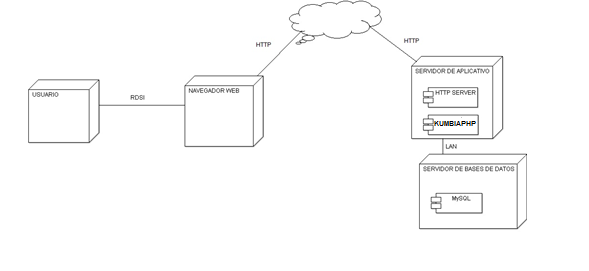 HTTP
HTTP
USUARIO
RDSI
NAVEGADOR WEB
SERVIDOR DE APLICATIVO
HTTP SERVER
KUMBIAPHP
LAN
SERVIDOR DE BASES DE DATOS
MySQL